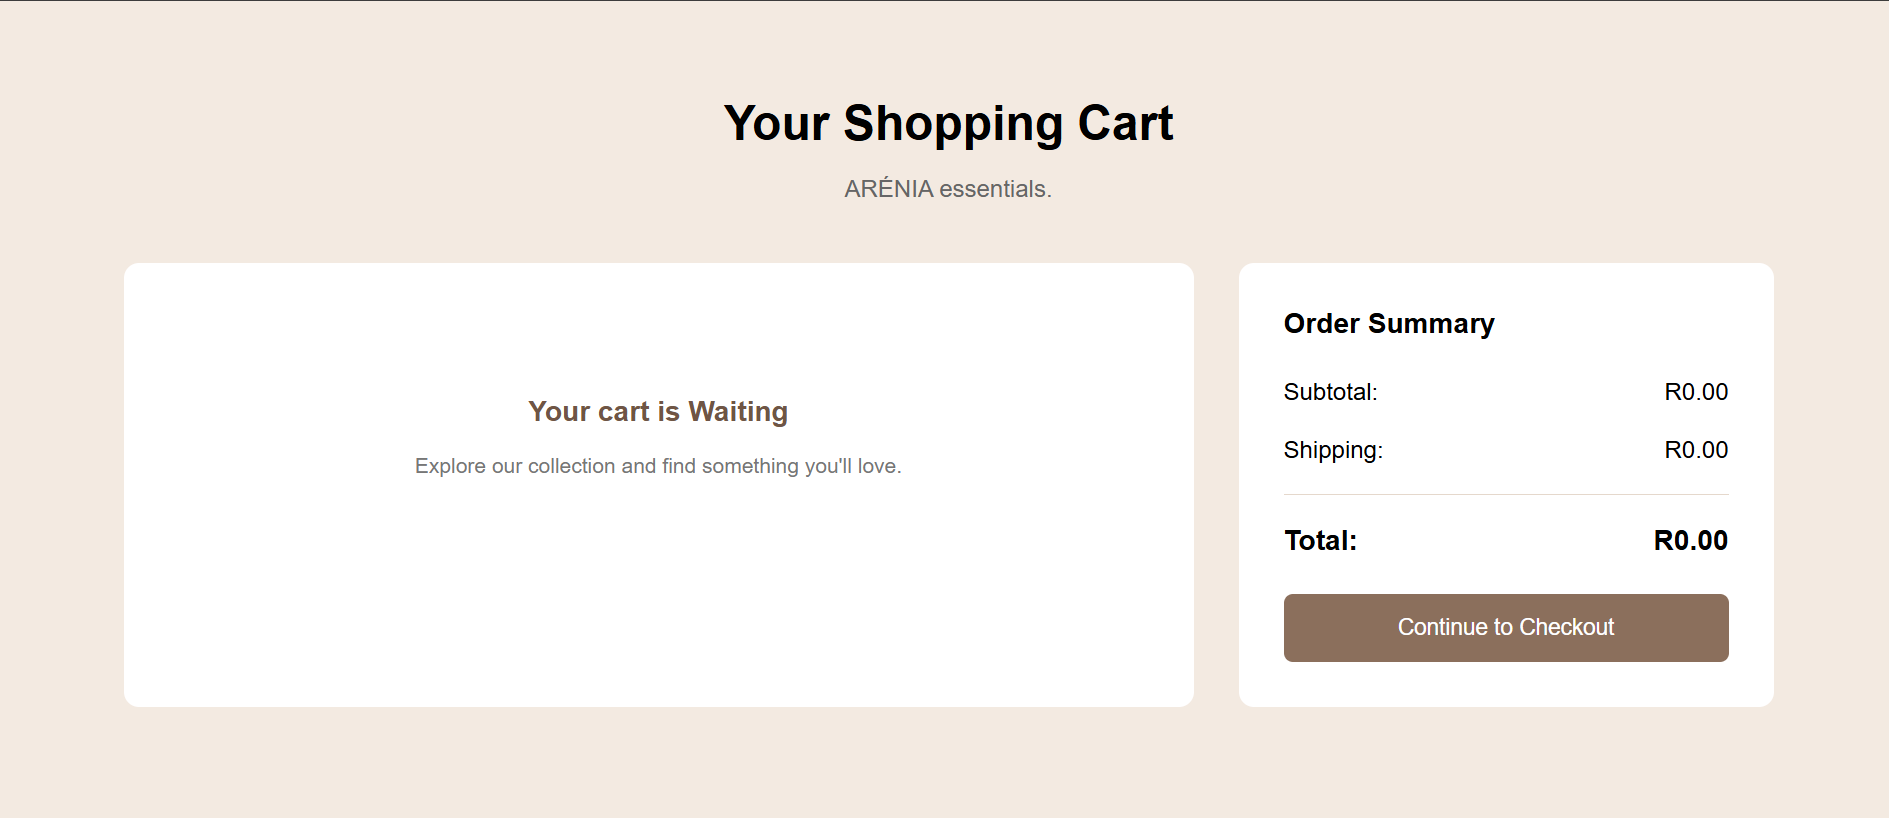 Your Shopping Cart
ARÉNIA essentials.
Your cart is Waiting
Explore our collection and find something you'll love.
Order Summary
Subtotal: R0.00
Shipping: R0.00
Total: R0.00
Continue to Checkout